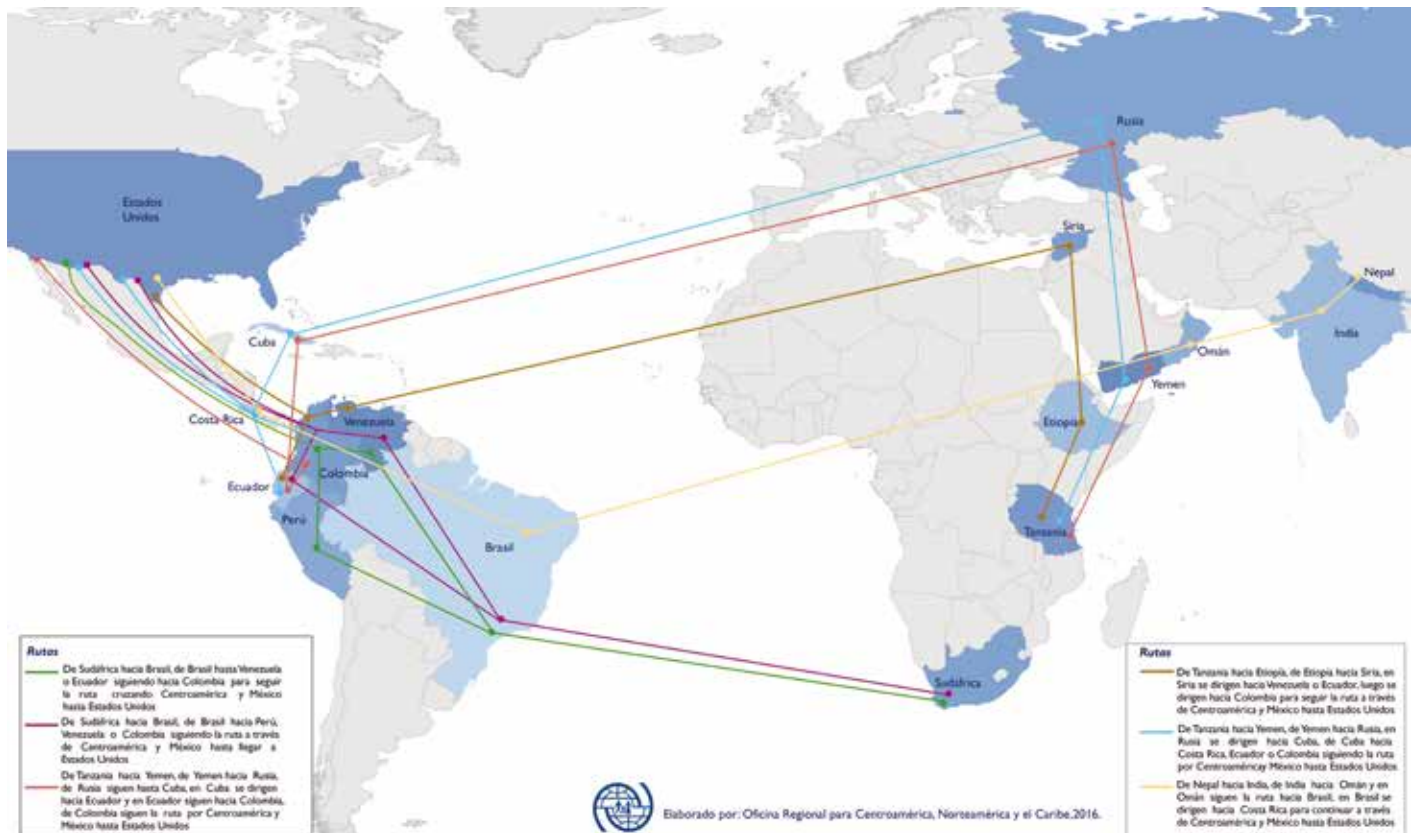 Rusia
Estados
Unidos
Siria
Nepal
Cuba
India
Omán
Yemen
Costa Rica
Venezuela
Etiopía
Colombia
Ecuador
Perú
Tanzania
Brasil
Sudáfrica
Rutas
De Sudáfrica hacia Brasil, de Brasil hasta Venezuela
o Ecuador siguiendo hacia Colombia para seguir
la ruta cruzando Centroamérica y México
hasta Estados Unidos
De Sudáfrica hacia Brasil, de Brasil hacia Perú,
Venezuela o Colombia siguiendo la ruta a través
de Centroamérica y México hasta llegar a
Estados Unidos
De Tanzania hacia Yemen, de Yemen hacia Rusia,
de Rusia siguen hasta Cuba, en Cuba se dirigen
hacia Ecuador y en Ecuador siguen hacia Colombia,
de Colombia siguen la ruta por Centroamérica y
México hasta Estados Unidos
Rutas
De Tanzania hacia Etiopía, de Etiopía hacia Siria, en
Siria se dirigen hacia Venezuela o Ecuador, luego se
dirigen hacia Colombia para seguir la ruta a través
de Centroamérica y México hasta Estados Unidos
De Tanzania hacia Yemen, de Yemen hacia Rusia, en
Rusia se dirigen hacia Cuba, de Cuba hacia
Costa Rica, Ecuador o Colombia siguiendo la ruta
por Centroaméricay México hasta Estados Unidos
De Nepal hacia India, de India hacia Omán y en
Omán siguen la ruta hacia Brasil, en Brasil se
dirigen hacia Costa Rica para continuar a través
de Centroamérica y México hasta Estados Unidos
Elaborado por: Oficina Regional para Centroamérica, Norteamérica y el Caribe.2016.